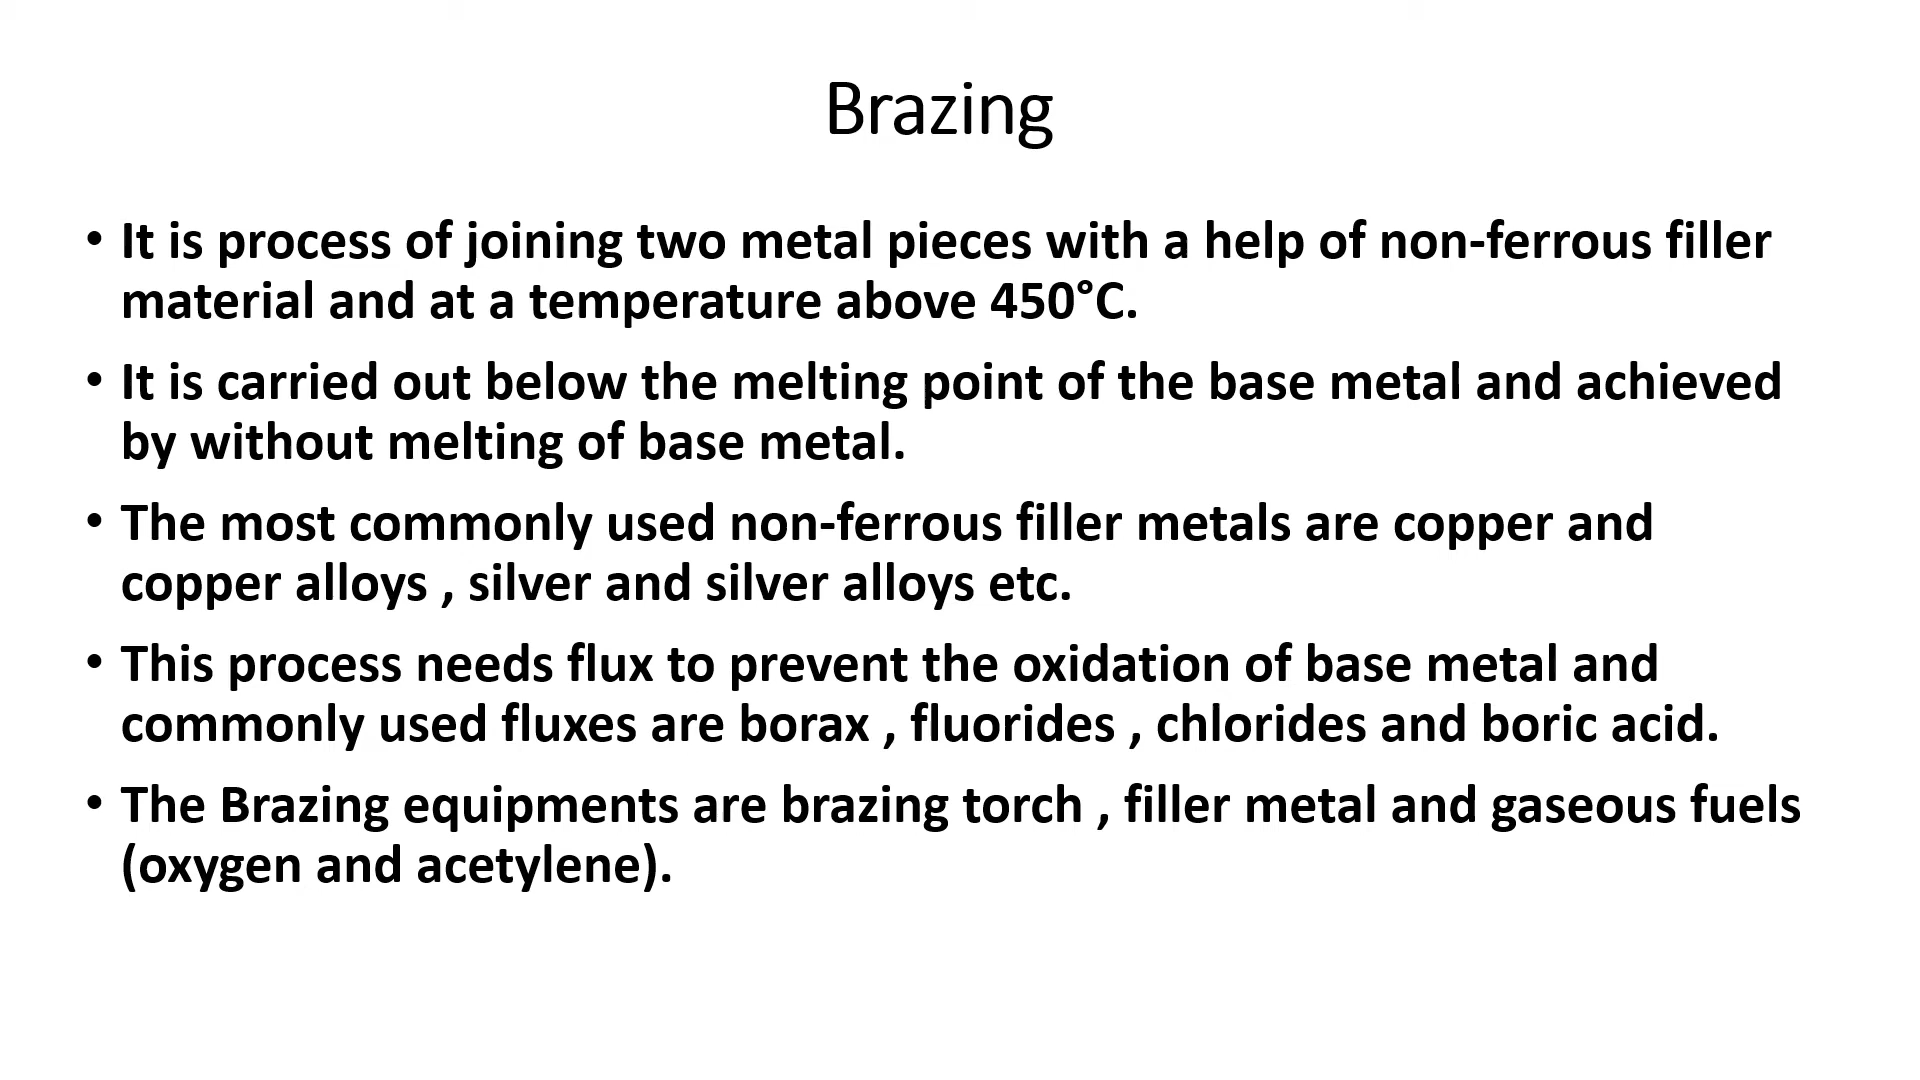 Brazing
• It is process of joining two metal pieces with a help of non-ferrous filler
material and at a temperature above 450°C.
• It is carried out below the melting point of the base metal and achieved
by without melting of base metal.
• The most commonly used non-ferrous filler metals are copper and
copper alloys , silver and silver alloys etc.
• This process needs flux to prevent the oxidation of base metal and
commonly used fluxes are borax , fluorides , chlorides and boric acid.
• The Brazing equipments are brazing torch , filler metal and gaseous fuels
(oxygen and acetylene).